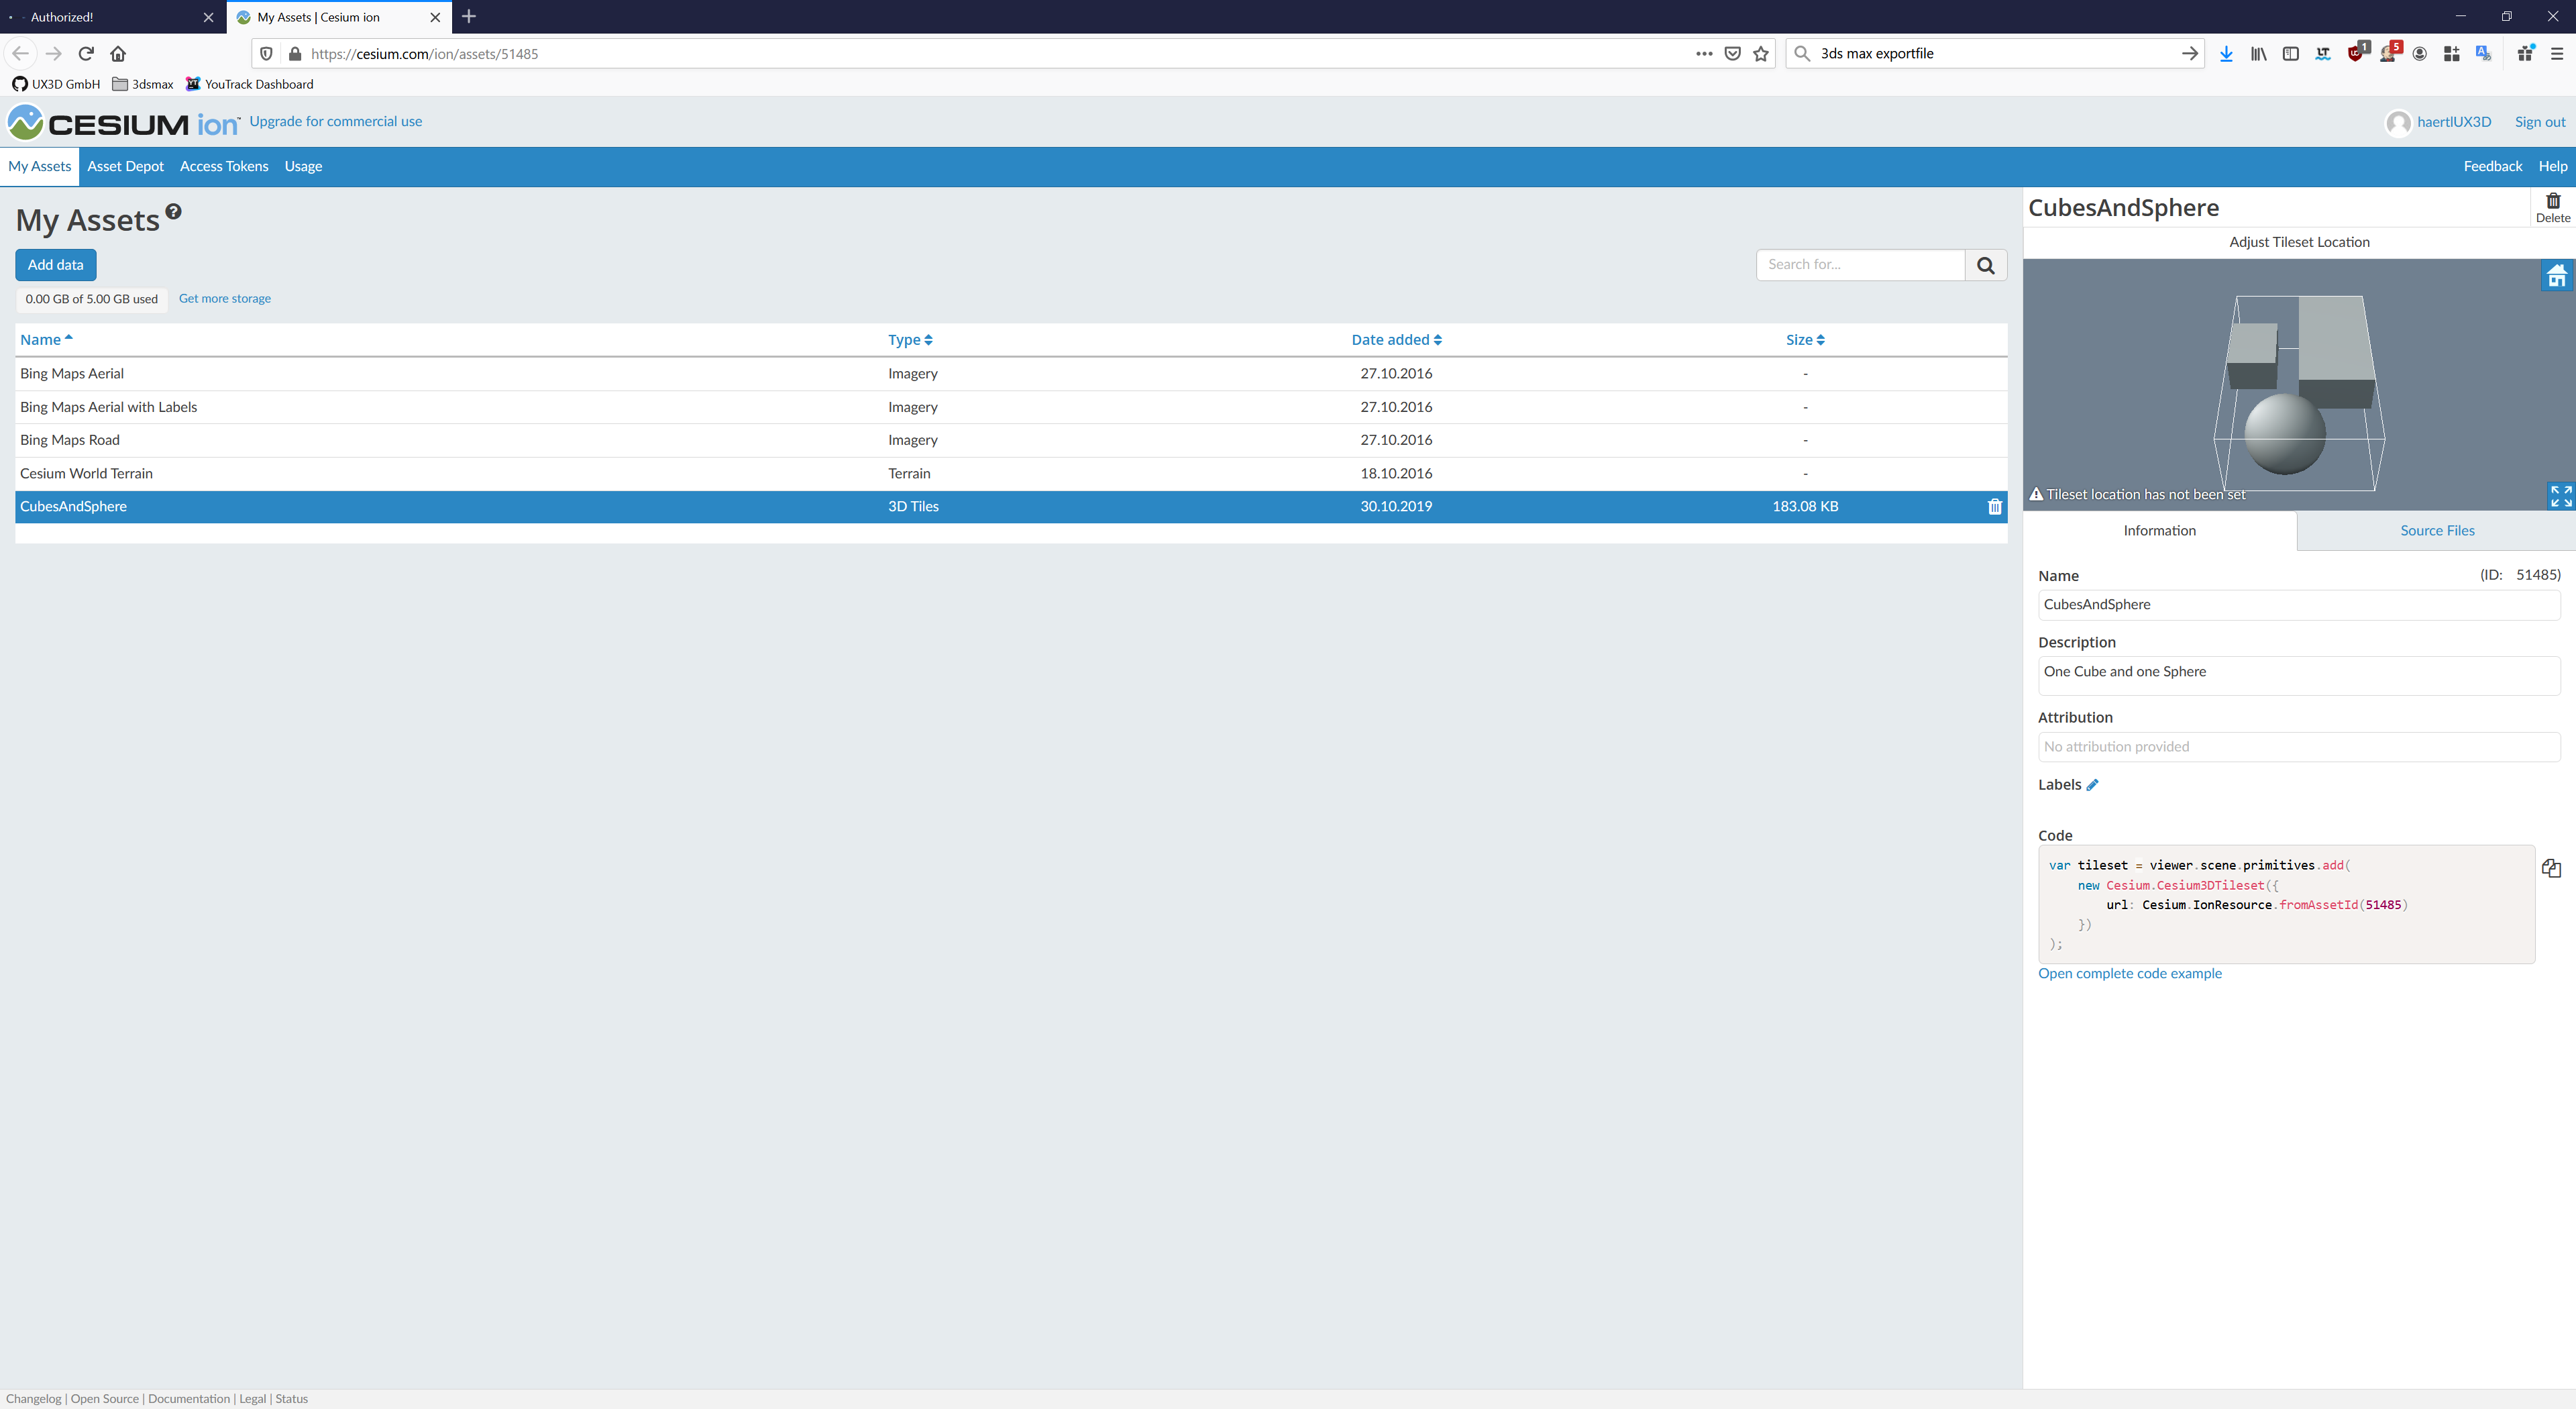 Authorized!
My Assets | Cesium ion
https://cesium.com/ion/assets/51485
3ds max exportfile
1
5
UX3D GmbH
3dsmax
YouTrack Dashboard
CESIUM ion
Upgrade for commercial use
haertlUX3D
Sign out
My Assets
Asset Depot
Access Tokens
Usage
Feedback
Help
My Assets
Add data
Search for...
0.00 GB of 5.00 GB used
Get more storage
Name Type Date added Size
Bing Maps Aerial Imagery 27.10.2016 -
Bing Maps Aerial with Labels Imagery 27.10.2016 -
Bing Maps Road Imagery 27.10.2016 -
Cesium World Terrain Terrain 18.10.2016 -
CubesAndSphere 3D Tiles 30.10.2019 183.08 KB
CubesAndSphere
Delete
Adjust Tileset Location
Tileset location has not been set
Information
Source Files
Name
(ID: 51485)
CubesAndSphere
Description
One Cube and one Sphere
Attribution
No attribution provided
Labels
Code
var tileset = viewer.scene.primitives.add(
new Cesium.Cesium3DTileset({
url: Cesium.IonResource.fromAssetId(51485)
})
);
Open complete code example
Changelog | Open Source | Documentation | Legal | Status